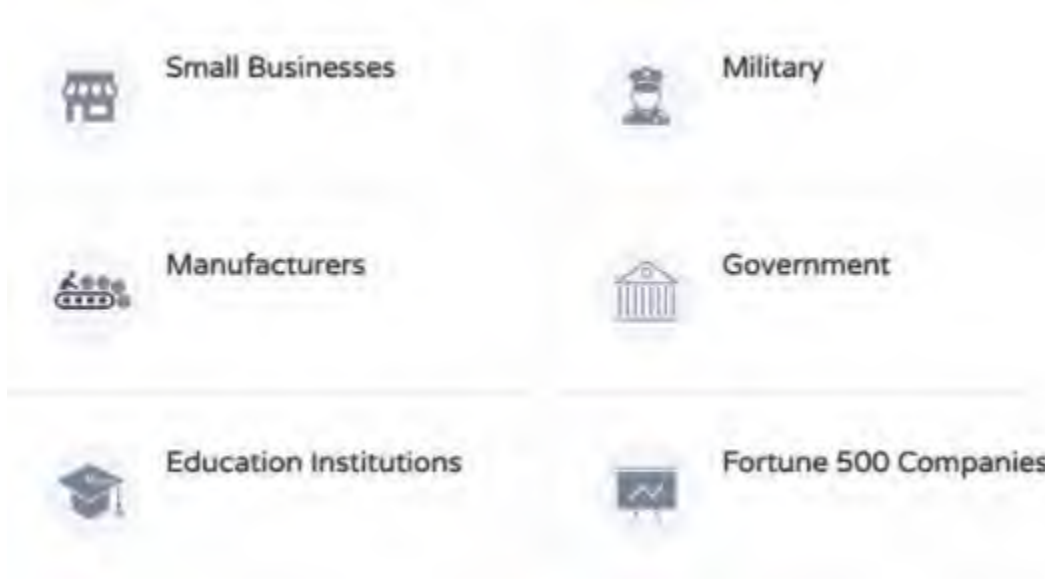 Small Businesses
Military
Manufacturers
Government
Education Institutions
Fortune 500 Companies